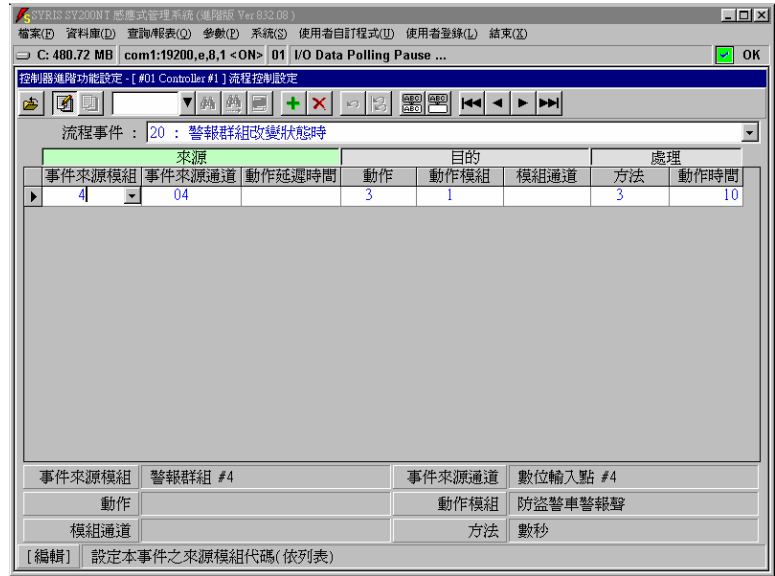 SYRIS SY200NT 感應式管理系統 (進階版 Ver 832.08 )
檔案(F) 資料庫(D) 查詢/報表(Q) 參數(P) 系統(S) 使用者自訂程式(U) 使用者登錄(L) 結束(X)
C: 480.72 MB com1:19200,e,8,1 <ON> 01 I/O Data Polling Pause ... OK
控制器進階功能設定 - [ #01 Controller #1 ] 流程控制設定
流程事件 : 20 : 警報群組改變狀態時
來源 目的 處理
事件來源模組 事件來源通道 動作延遲時間 動作 動作模組 模組通道 方法 動作時間
4 04 3 1 3 10
事件來源模組 警報群組 #4 事件來源通道 數位輸入點 #4
動作 動作模組 防盜警車警報聲
模組通道 方法 數秒
[編輯] 設定本事件之來源模組代碼(依列表)